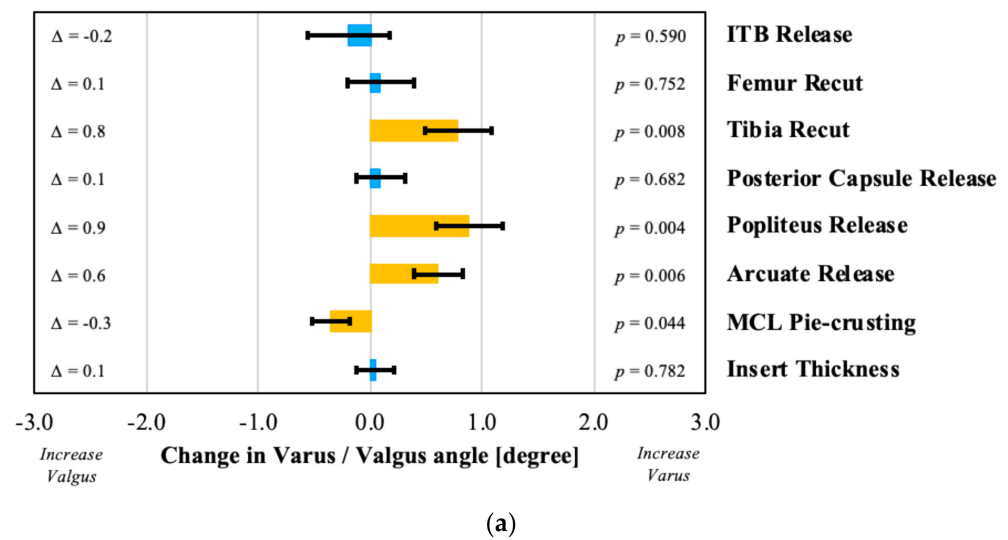 Δ = -0.2 p = 0.590 ITB Release
Δ = 0.1 p = 0.752 Femur Recut
Δ = 0.8 p = 0.008 Tibia Recut
Δ = 0.1 p = 0.682 Posterior Capsule Release
Δ = 0.9 p = 0.004 Popliteus Release
Δ = 0.6 p = 0.006 Arcuate Release
Δ = -0.3 p = 0.044 MCL Pie-crusting
Δ = 0.1 p = 0.782 Insert Thickness
-3.0 -2.0 -1.0 0.0 1.0 2.0 3.0
Increase Valgus
Change in Varus / Valgus angle [degree]
Increase Varus
(a)